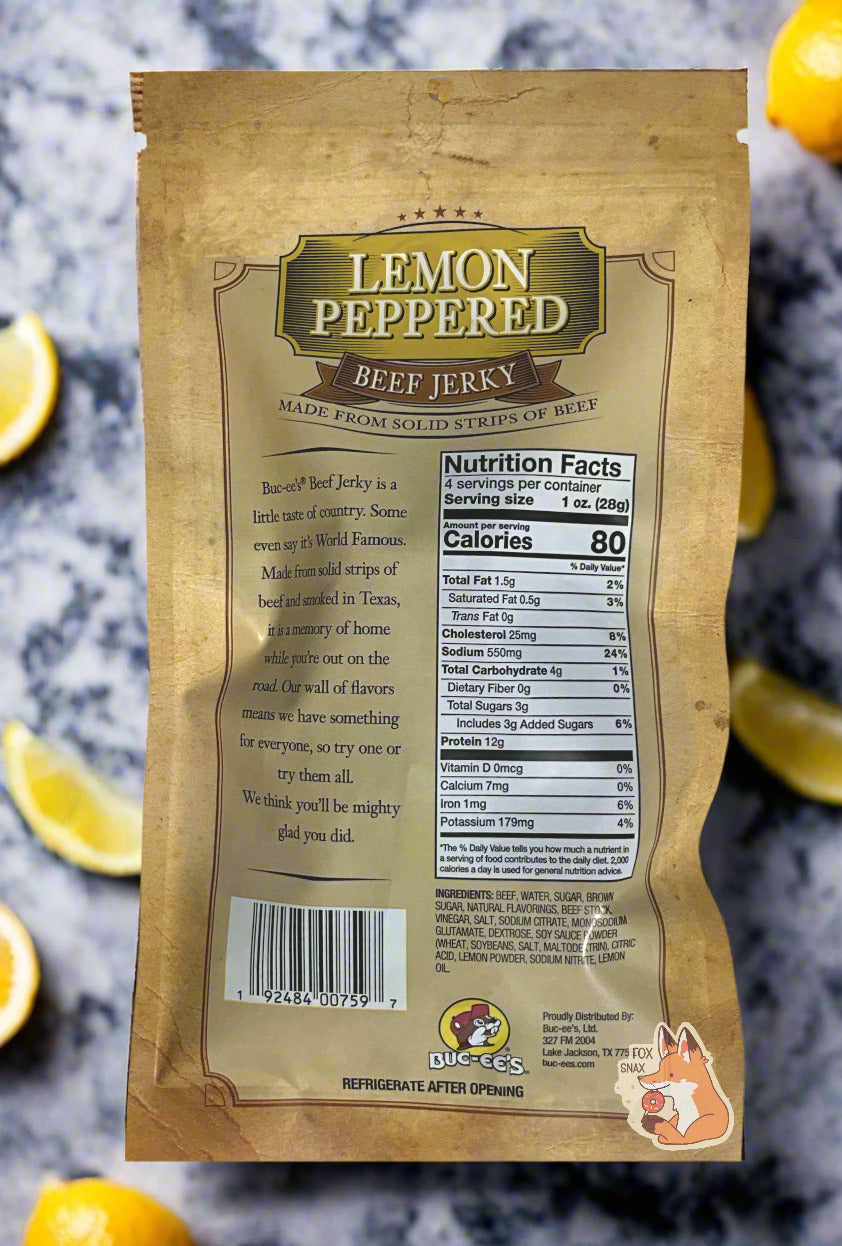 LEMON
PEPPERED
BEEF JERKY
MADE FROM SOLID STRIPS OF BEEF
Buc-ee's® Beef Jerky is a
little taste of country. Some
even say it's World Famous.
Made from solid strips of
beef and smoked in Texas,
it is a memory of home
while you're out on the
road. Our wall of flavors
means we have something
for everyone, so try one or
try them all.
We think you'll be mighty
glad you did.
Nutrition Facts
4 servings per container
Serving size 1 oz. (28g)
Amount per serving
Calories 80
% Daily Value*
Total Fat 1.5g 2%
Saturated Fat 0.5g 3%
Trans Fat 0g
Cholesterol 25mg 8%
Sodium 550mg 24%
Total Carbohydrate 4g 1%
Dietary Fiber 0g 0%
Total Sugars 3g
Includes 3g Added Sugars 6%
Protein 12g
Vitamin D 0mcg 0%
Calcium 7mg 0%
Iron 1mg 6%
Potassium 179mg 4%
*The % Daily Value tells you how much a nutrient in
a serving of food contributes to the daily diet. 2,000
calories a day is used for general nutrition advice.
INGREDIENTS: BEEF, WATER, SUGAR, BROWN
SUGAR, NATURAL FLAVORINGS, BEEF STOCK,
VINEGAR, SALT, SODIUM CITRATE, MONOSODIUM
GLUTAMATE, DEXTROSE, SOY SAUCE POWDER
(WHEAT, SOYBEANS, SALT, MALTODEXTRIN), CITRIC
ACID, LEMON POWDER, SODIUM NITRITE, LEMON
OIL.
1 92484 00759 7
BUC-EE'S
Proudly Distributed By:
Buc-ee's, Ltd.
327 FM 2004
Lake Jackson, TX 775
buc-ees.com
REFRIGERATE AFTER OPENING
FOX
SNAX